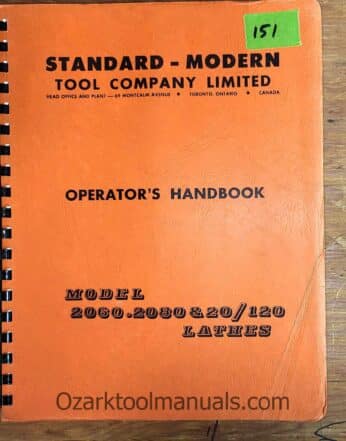 151
STANDARD - MODERN
TOOL COMPANY LIMITED
HEAD OFFICE AND PLANT — 69 MONTCALM AVENUE • TORONTO, ONTARIO • CANADA
OPERATOR'S HANDBOOK
MODEL
2060.2080 & 20/120
LATHES
Ozarktoolmanuals.com